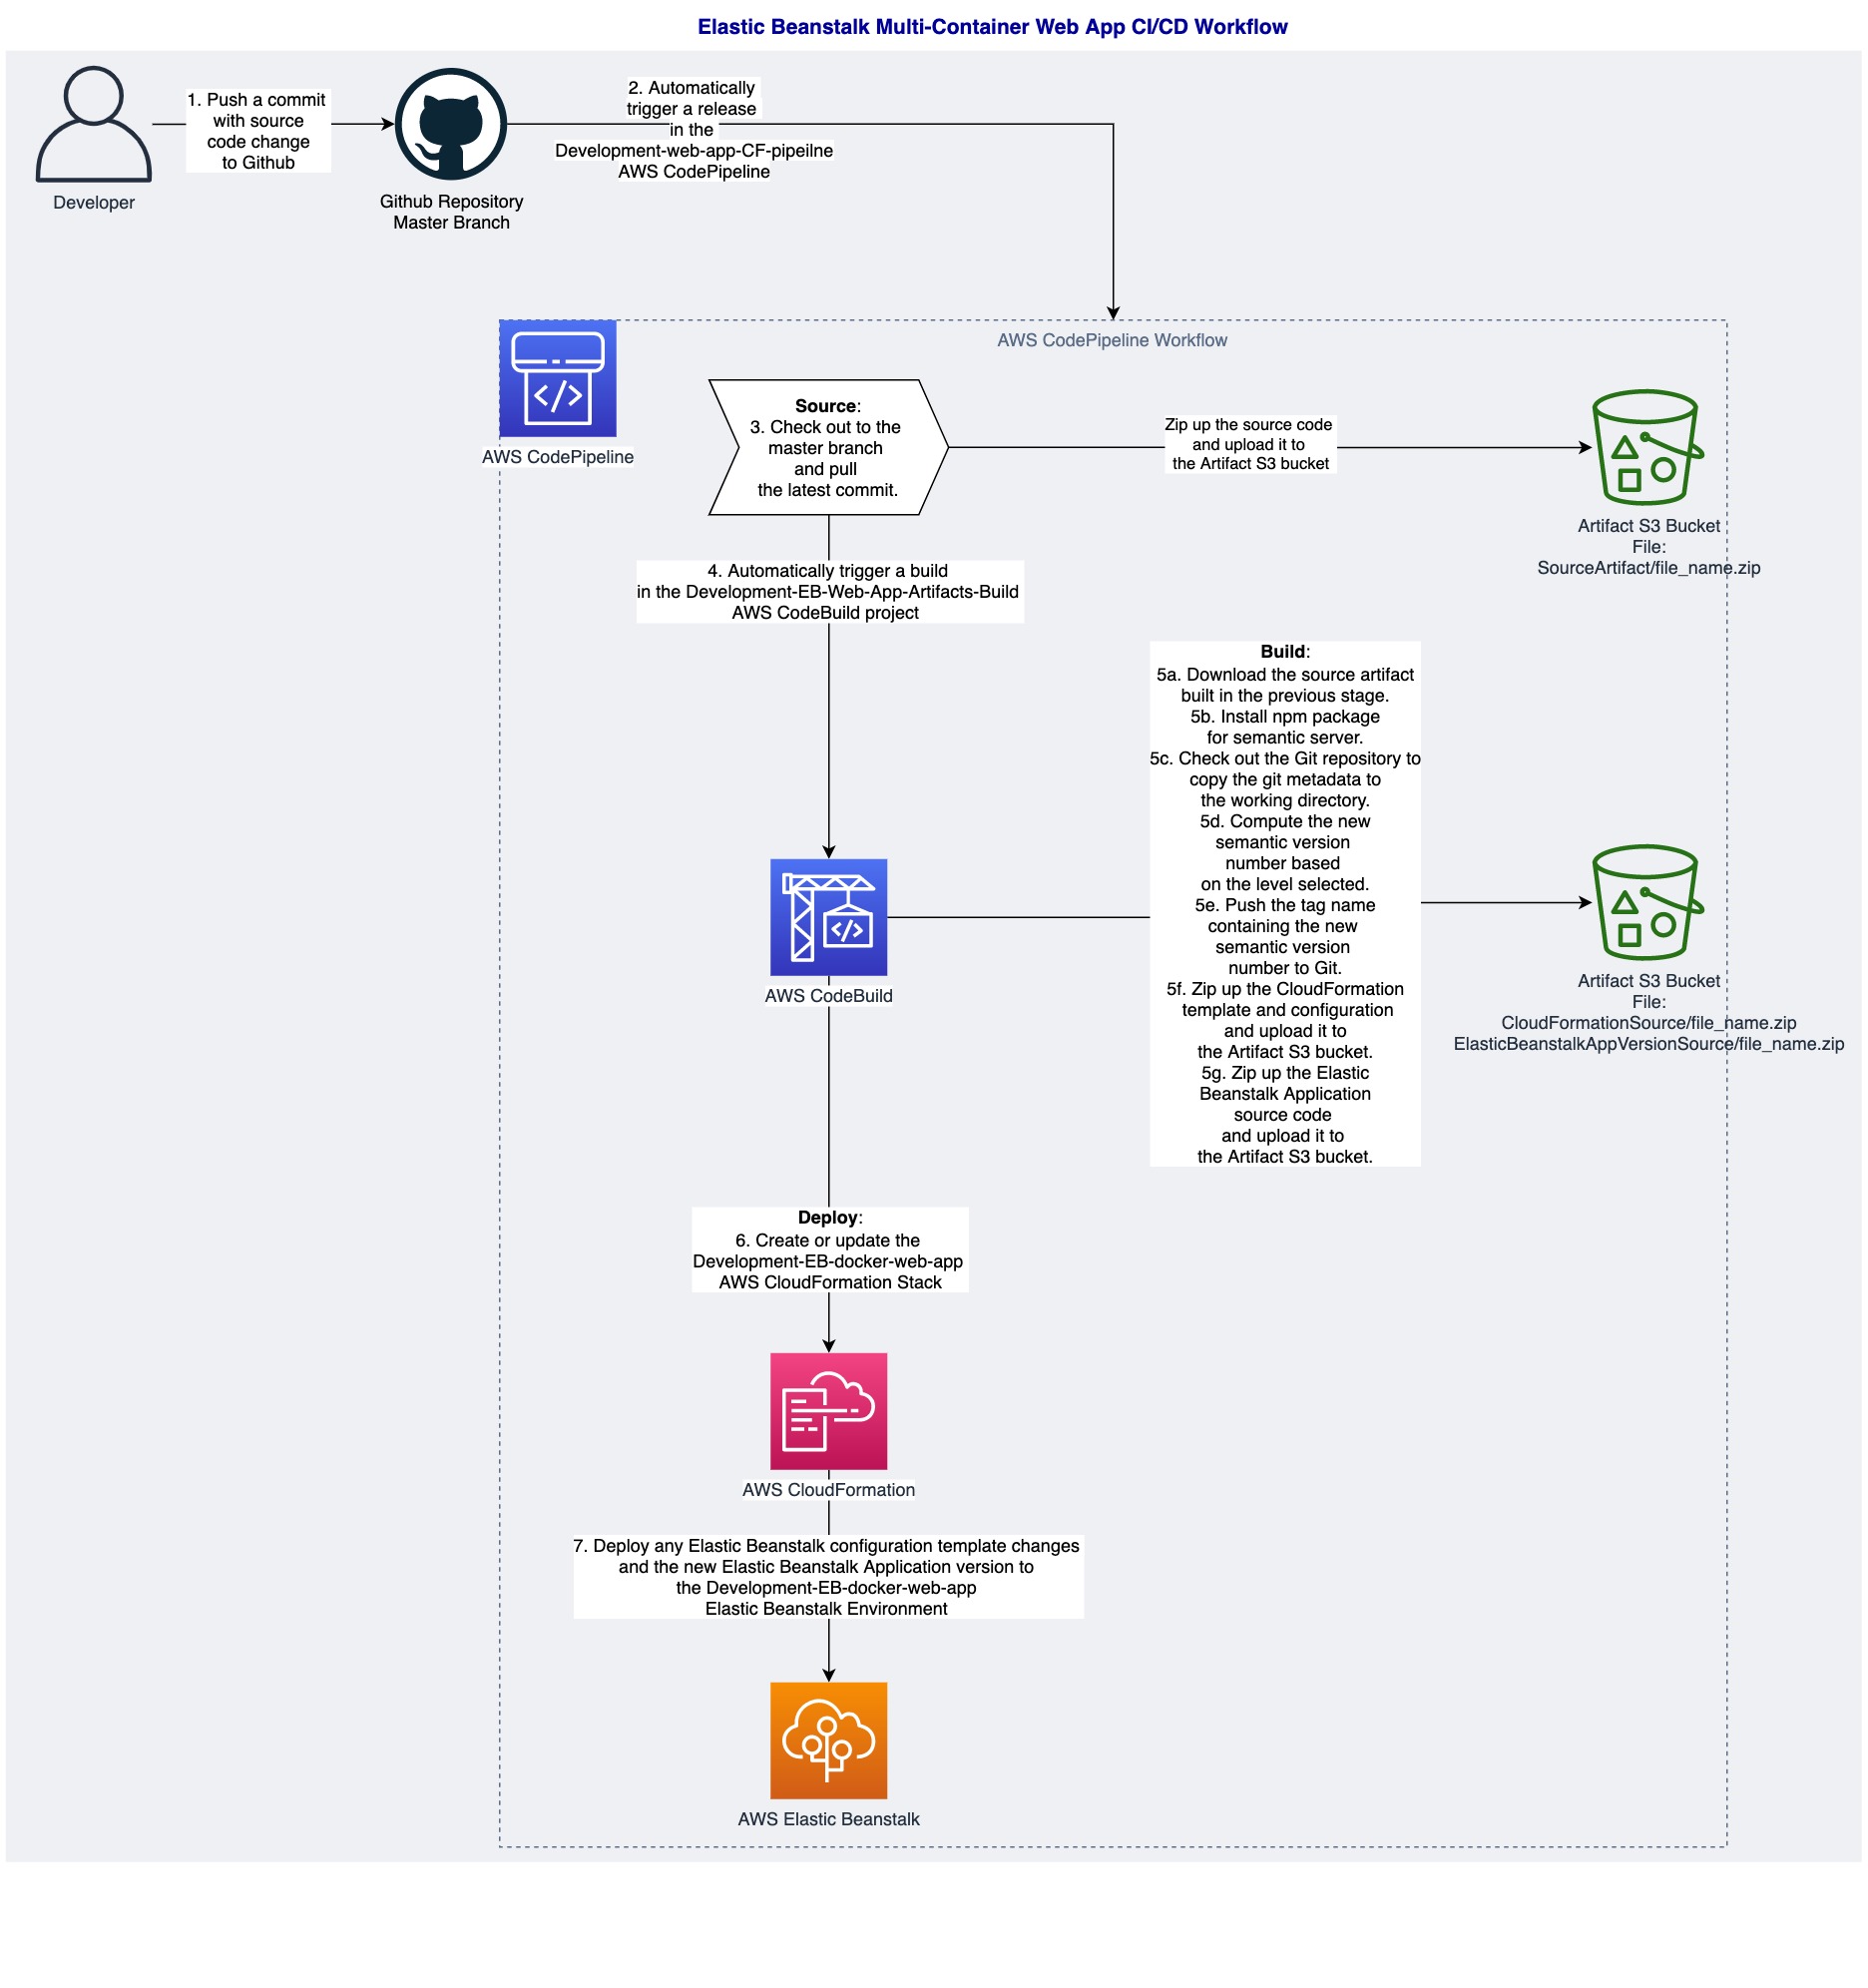 Elastic Beanstalk Multi-Container Web App CI/CD Workflow
1. Push a commit
with source
code change
to Github
Developer
Github Repository
Master Branch
2. Automatically
trigger a release
in the
Development-web-app-CF-pipeilne
AWS CodePipeline
AWS CodePipeline Workflow
AWS CodePipeline
Source:
3. Check out to the
master branch
and pull
the latest commit.
Zip up the source code
and upload it to
the Artifact S3 bucket
Artifact S3 Bucket
File:
SourceArtifact/file_name.zip
4. Automatically trigger a build
in the Development-EB-Web-App-Artifacts-Build
AWS CodeBuild project
AWS CodeBuild
Build:
5a. Download the source artifact
built in the previous stage.
5b. Install npm package
for semantic server.
5c. Check out the Git repository to
copy the git metadata to
the working directory.
5d. Compute the new
semantic version
number based
on the level selected.
5e. Push the tag name
containing the new
semantic version
number to Git.
5f. Zip up the CloudFormation
template and configuration
and upload it to
the Artifact S3 bucket.
5g. Zip up the Elastic
Beanstalk Application
source code
and upload it to
the Artifact S3 bucket.
Artifact S3 Bucket
File:
CloudFormationSource/file_name.zip
ElasticBeanstalkAppVersionSource/file_name.zip
Deploy:
6. Create or update the
Development-EB-docker-web-app
AWS CloudFormation Stack
AWS CloudFormation
7. Deploy any Elastic Beanstalk configuration template changes
and the new Elastic Beanstalk Application version to
the Development-EB-docker-web-app
Elastic Beanstalk Environment
AWS Elastic Beanstalk